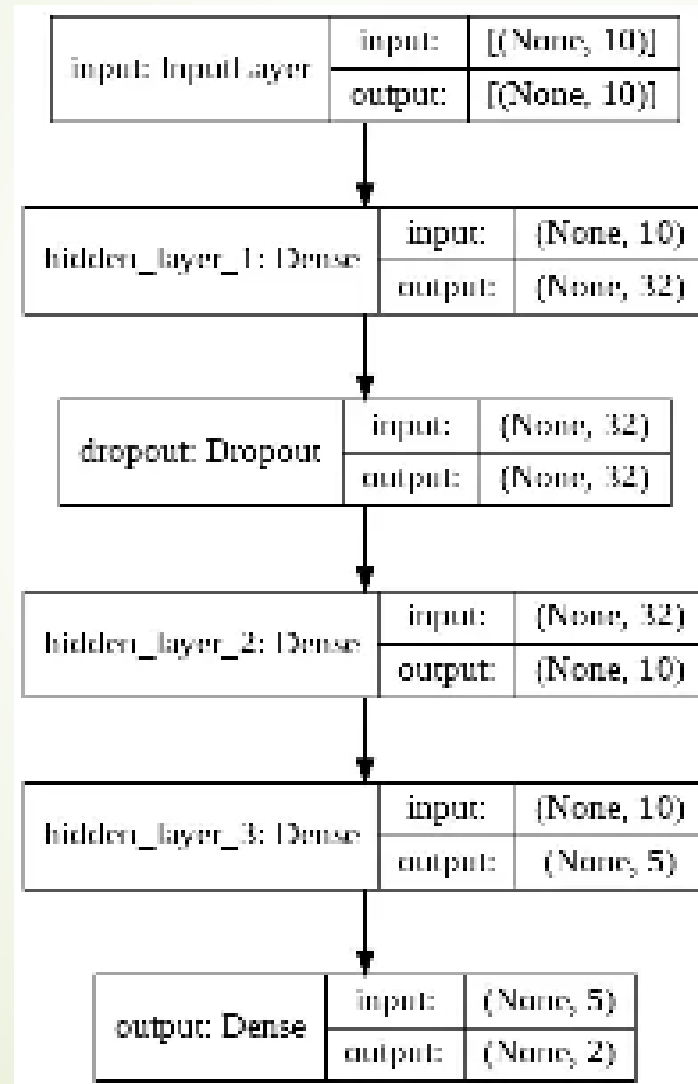 input: InputLayer
input: [(None, 10)]
output: [(None, 10)]
hidden_layer_1: Dense
input: (None, 10)
output: (None, 32)
dropout: Dropout
input: (None, 32)
output: (None, 32)
hidden_layer_2: Dense
input: (None, 32)
output: (None, 10)
hidden_layer_3: Dense
input: (None, 10)
output: (None, 5)
output: Dense
input: (None, 5)
output: (None, 2)